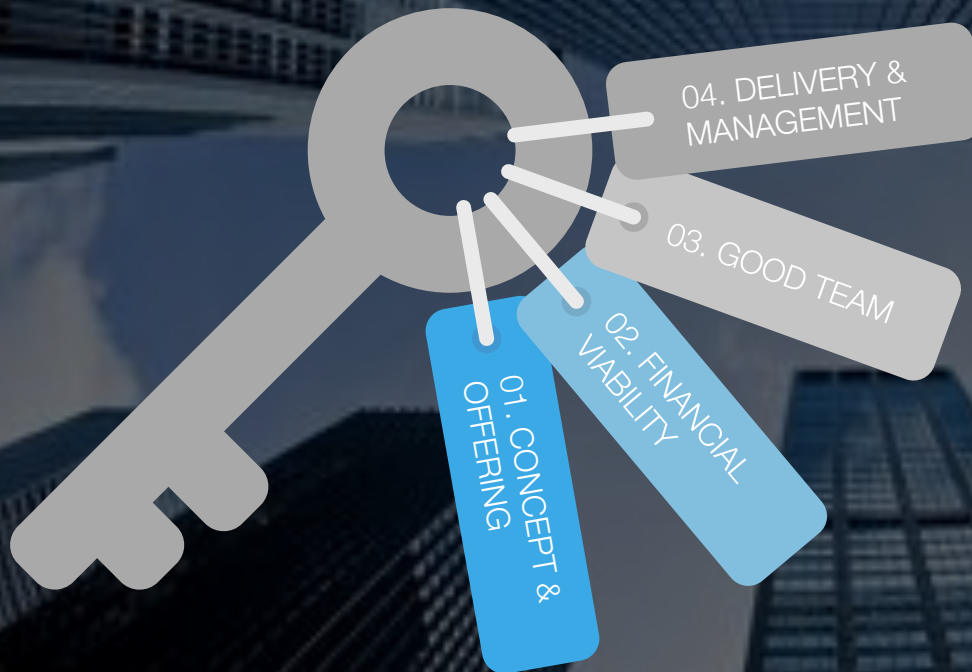 04. DELIVERY &
MANAGEMENT
03. GOOD TEAM
02. FINANCIAL
VIABILITY
01. CONCEPT &
OFFERING